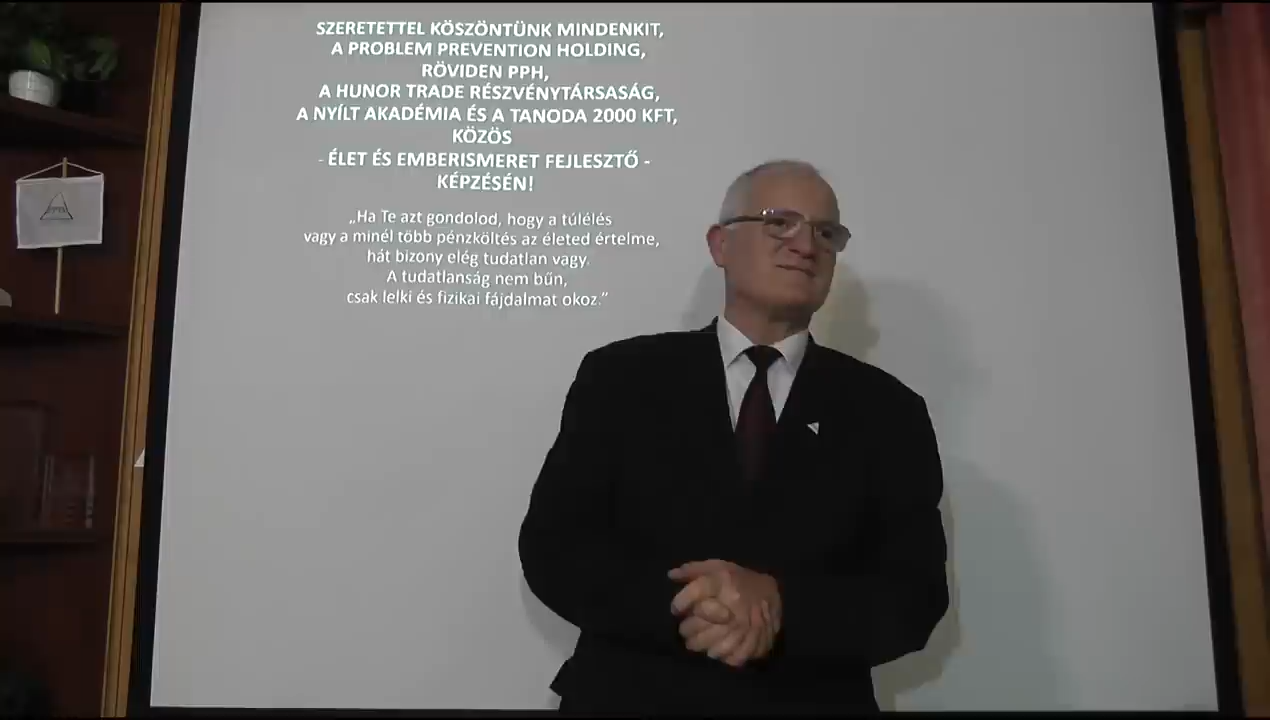 SZERETETTEL KÖSZÖNTÜNK MINDENKIT,
A PROBLEM PREVENTION HOLDING,
RÖVIDEN PPH,
A HUNOR TRADE RÉSZVÉNYTÁRSASÁG,
A NYÍLT AKADÉMIA ÉS A TANODA 2000 KFT,
KÖZÖS
- ÉLET ÉS EMBERISMERET FEJLESZTŐ -
KÉPZÉSÉN!
„Ha Te azt gondolod, hogy a túlélés
vagy a minél több pénzköltés az életed értelme,
hát bizony elég tudatlan vagy.
A tudatlanság nem bűn,
csak lelki és fizikai fájdalmat okoz.”